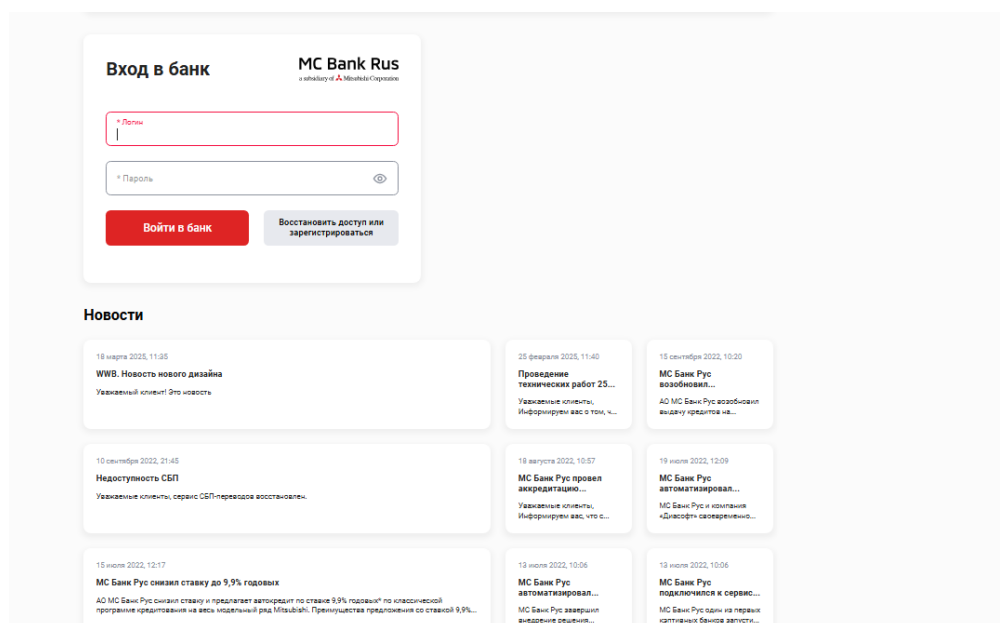 Вход в банк
MC Bank Rus
a subsidiary of Mitsubishi Corporation
* Логин
* Пароль
Войти в банк
Восстановить доступ или
зарегистрироваться
Новости
18 марта 2025, 11:35
WWB. Новость нового дизайна
Уважаемый клиент! Это новость
25 февраля 2025, 11:40
Проведение
технических работ 25...
Уважаемые клиенты,
Информируем вас о том, ч...
15 сентября 2022, 10:20
МС Банк Рус
возобновил...
АО МС Банк Рус возобновил
выдачу кредитов на...
10 сентября 2022, 21:45
Недоступность СБП
Уважаемые клиенты, сервис СБП-переводов восстановлен.
18 августа 2022, 10:57
МС Банк Рус провел
аккредитацию...
Уважаемые клиенты,
Информируем вас, что с...
19 июля 2022, 12:09
МС Банк Рус
автоматизировал...
МС Банк Рус и компания
«Диасофт» своевременно...
15 июля 2022, 12:17
МС Банк Рус снизил ставку до 9,9% годовых
АО МС Банк Рус снизил ставку и предлагает автокредит по ставке 9,9% годовых* по классической
программе кредитования на весь модельный ряд Mitsubishi. Преимущества предложения со ставкой 9,9%...
13 июля 2022, 10:06
МС Банк Рус
автоматизировал...
МС Банк Рус завершил
внедрение решения...
13 июля 2022, 10:06
МС Банк Рус
подключился к сервис...
МС Банк Рус один из первых
кэптивных банков запусти...